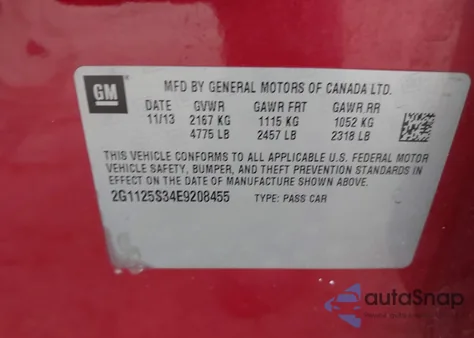 GM
MFD BY GENERAL MOTORS OF CANADA LTD.
DATE GVWR GAWR FRT GAWR RR
11/13 2167 KG 1115 KG 1052 KG
4775 LB 2457 LB 2318 LB
THIS VEHICLE CONFORMS TO ALL APPLICABLE U.S. FEDERAL MOTOR
VEHICLE SAFETY, BUMPER, AND THEFT PREVENTION STANDARDS IN
EFFECT ON THE DATE OF MANUFACTURE SHOWN ABOVE.
2G1125S34E9208455 TYPE: PASS CAR
autoSnap